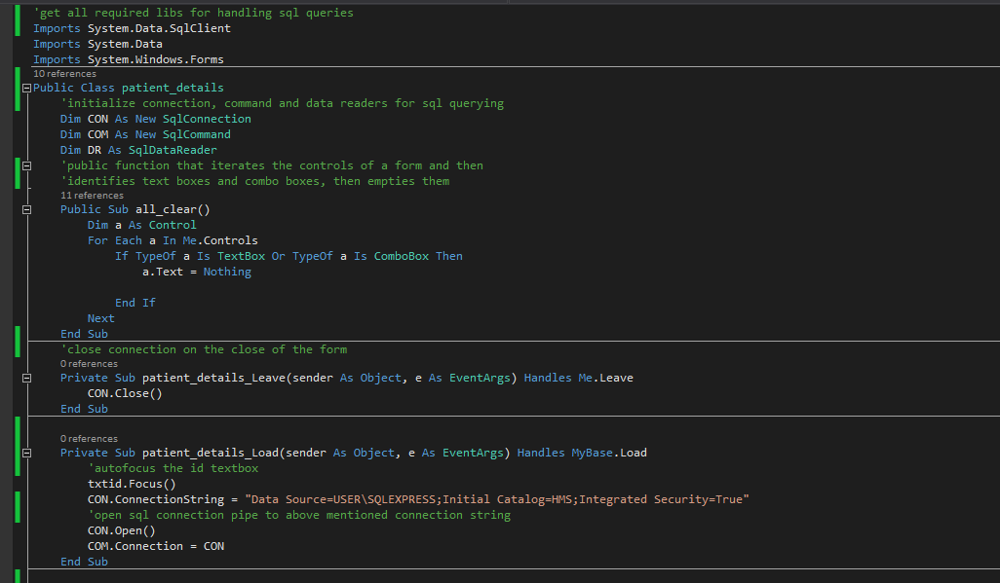 'get all required libs for handling sql queries
Imports System.Data.SqlClient
Imports System.Data
Imports System.Windows.Forms
10 references
Public Class patient_details
'initialize connection, command and data readers for sql querying
Dim CON As New SqlConnection
Dim COM As New SqlCommand
Dim DR As SqlDataReader
'public function that iterates the controls of a form and then
'identifies text boxes and combo boxes, then empties them
11 references
Public Sub all_clear()
Dim a As Control
For Each a In Me.Controls
If TypeOf a Is TextBox Or TypeOf a Is ComboBox Then
a.Text = Nothing
End If
Next
End Sub
'close connection on the close of the form
0 references
Private Sub patient_details_Leave(sender As Object, e As EventArgs) Handles Me.Leave
CON.Close()
End Sub
0 references
Private Sub patient_details_Load(sender As Object, e As EventArgs) Handles MyBase.Load
'autofocus the id textbox
txtid.Focus()
CON.ConnectionString = "Data Source=USER\SQLEXPRESS;Initial Catalog=HMS;Integrated Security=True"
'open sql connection pipe to above mentioned connection string
CON.Open()
COM.Connection = CON
End Sub